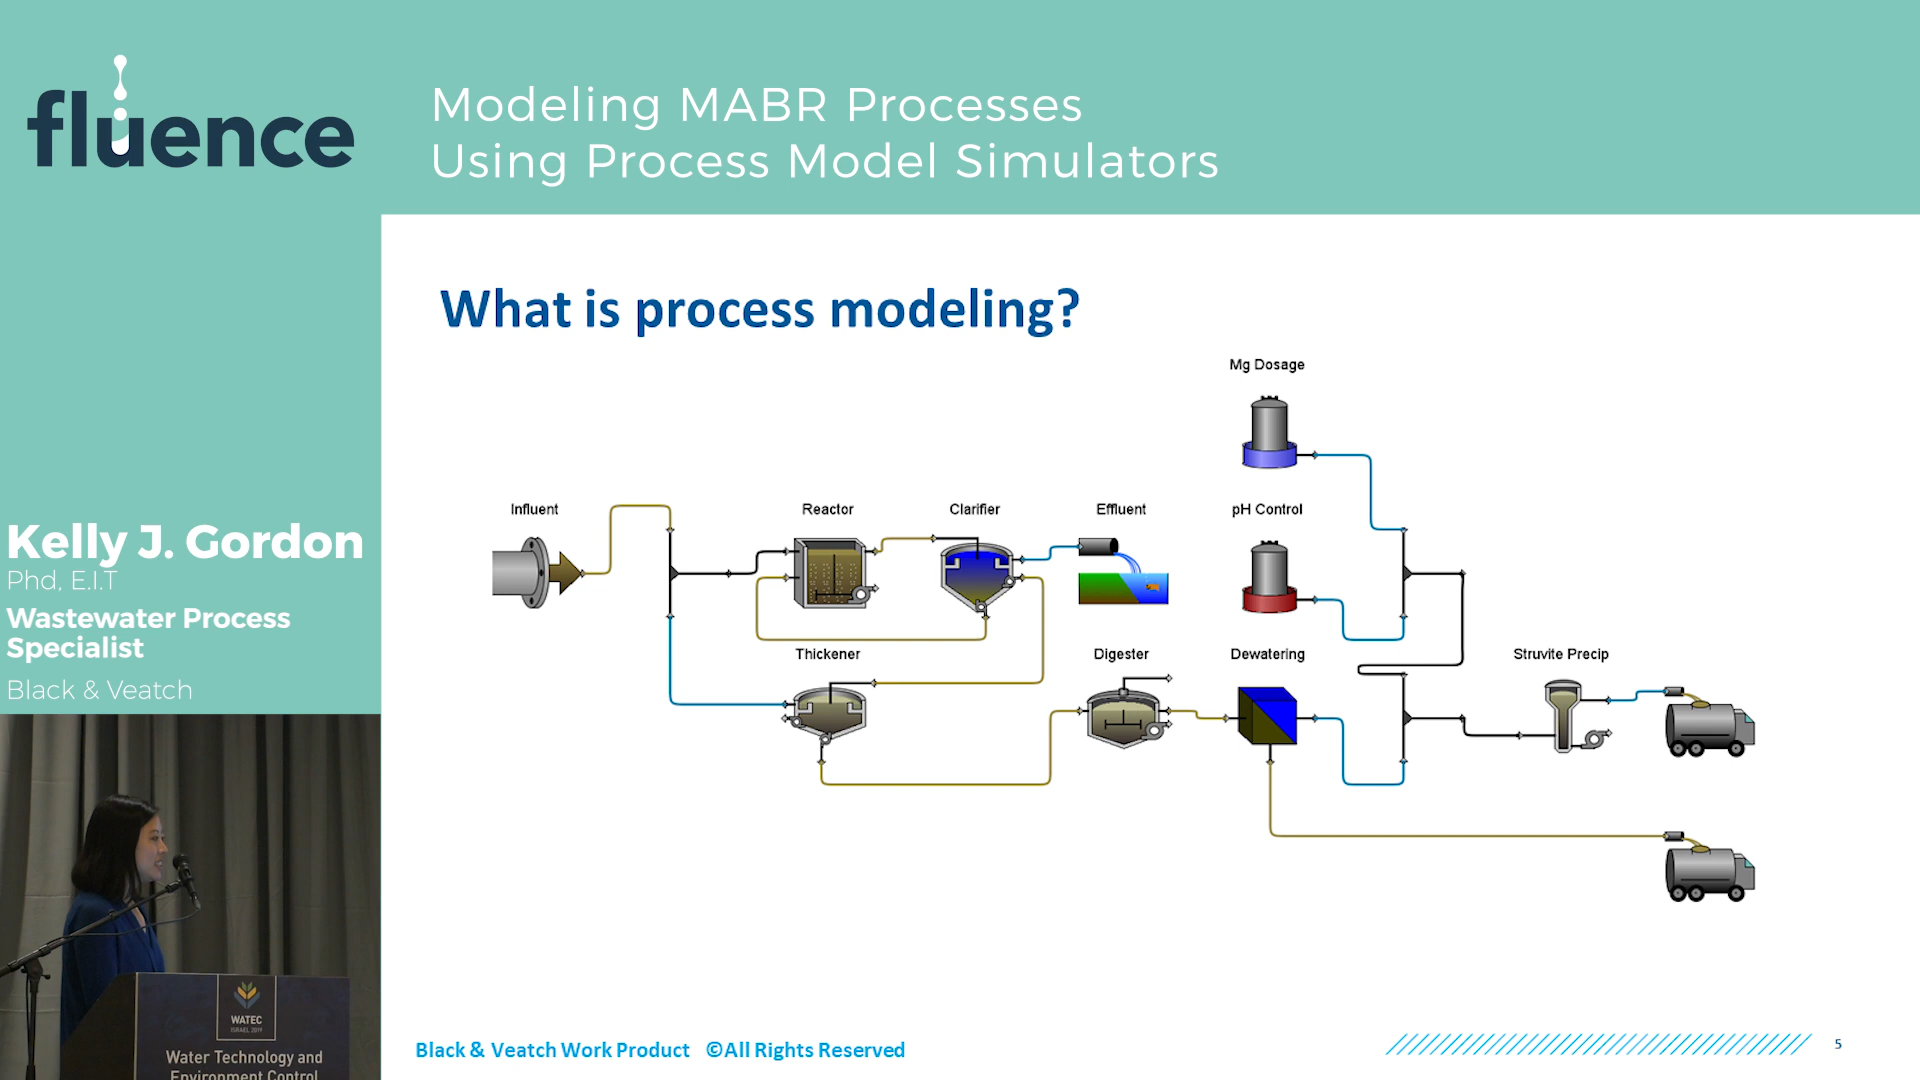 fluence
Modeling MABR Processes
Using Process Model Simulators
Kelly J. Gordon
Phd, E.I.T
Wastewater Process
Specialist
Black & Veatch
What is process modeling?
Mg Dosage
Influent
Reactor
Clarifier
Effluent
pH Control
Thickener
Digester
Dewatering
Struvite Precip
WATEC
ISRAEL 2019
Water Technology and
Environment Control
Black & Veatch Work Product ©All Rights Reserved
5